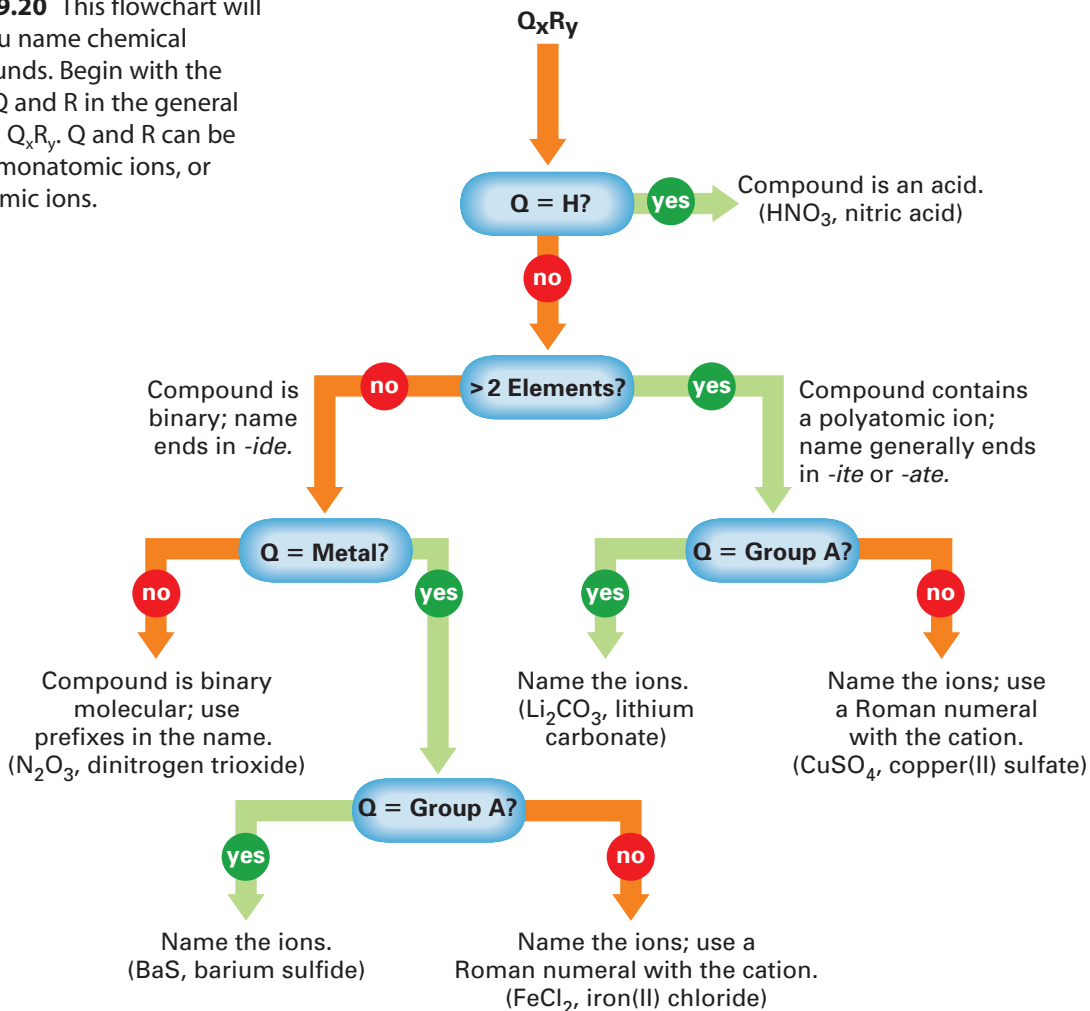 9.20 This flowchart will
u name chemical
unds. Begin with the
Q and R in the general
QₓRᵧ. Q and R can be
monatomic ions, or
mic ions.
QₓRᵧ
Q = H?
yes
Compound is an acid.
(HNO₃, nitric acid)
no
>2 Elements?
no
yes
Compound is
binary; name
ends in -ide.
Compound contains
a polyatomic ion;
name generally ends
in -ite or -ate.
Q = Metal?
Q = Group A?
no
yes
yes
no
Compound is binary
molecular; use
prefixes in the name.
(N₂O₃, dinitrogen trioxide)
Name the ions.
(Li₂CO₃, lithium
carbonate)
Name the ions; use
a Roman numeral
with the cation.
(CuSO₄, copper(II) sulfate)
Q = Group A?
yes
no
Name the ions.
(BaS, barium sulfide)
Name the ions; use a
Roman numeral with the cation.
(FeCl₂, iron(II) chloride)